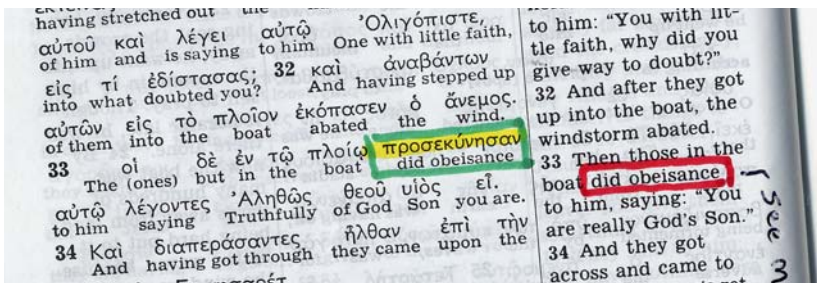 having stretched out the
αὐτοῦ καὶ λέγει αὐτῷ Ὀλιγόπιστε,
of him and is saying to him One with little faith,
εἰς τί ἐδίστασας; 32 καὶ ἀναβάντων
into what doubted you? And having stepped up
αὐτῶν εἰς τὸ πλοῖον ἐκόπασεν ὁ ἄνεμος.
of them into the boat abated the wind.
33 οἱ δὲ ἐν τῷ πλοίῳ προσεκύνησαν
The (ones) but in the boat did obeisance
αὐτῷ λέγοντες Ἀληθῶς θεοῦ υἱὸς εἶ.
to him saying Truthfully of God Son you are.
34 Καὶ διαπεράσαντες ἦλθαν ἐπὶ τὴν
And having got through they came upon the
to him: “You with lit-
tle faith, why did you
give way to doubt?”
32 And after they got
up into the boat, the
windstorm abated.
33 Then those in the
boat did obeisance
to him, saying: “You
are really God’s Son.”
34 And they got
across and came to
see
3